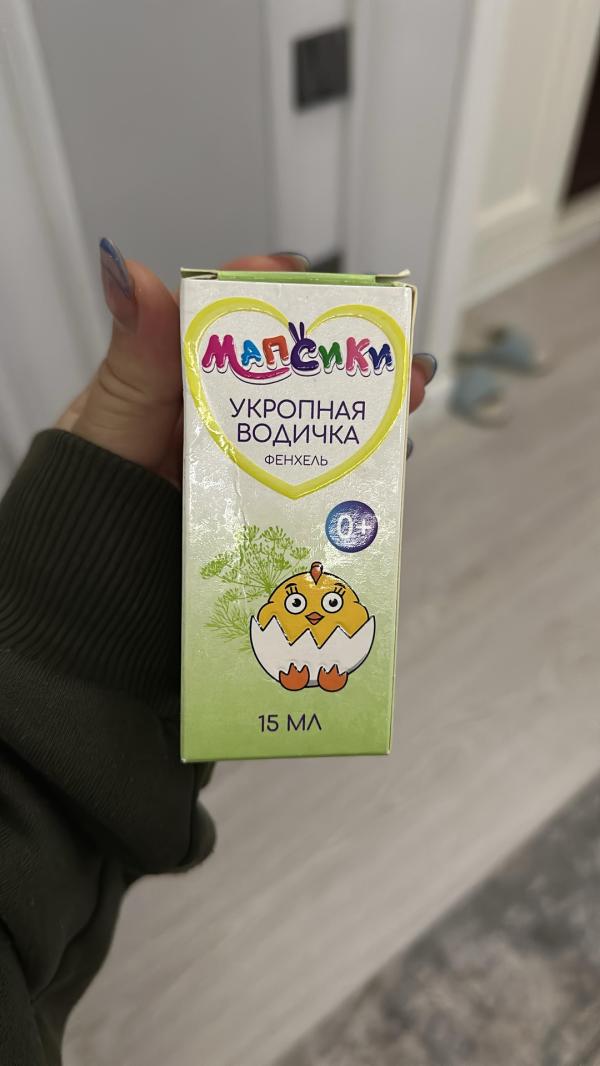 МАПСИКИ
УКРОПНАЯ
ВОДИЧКА
ФЕНХЕЛЬ
0+
15 МЛ